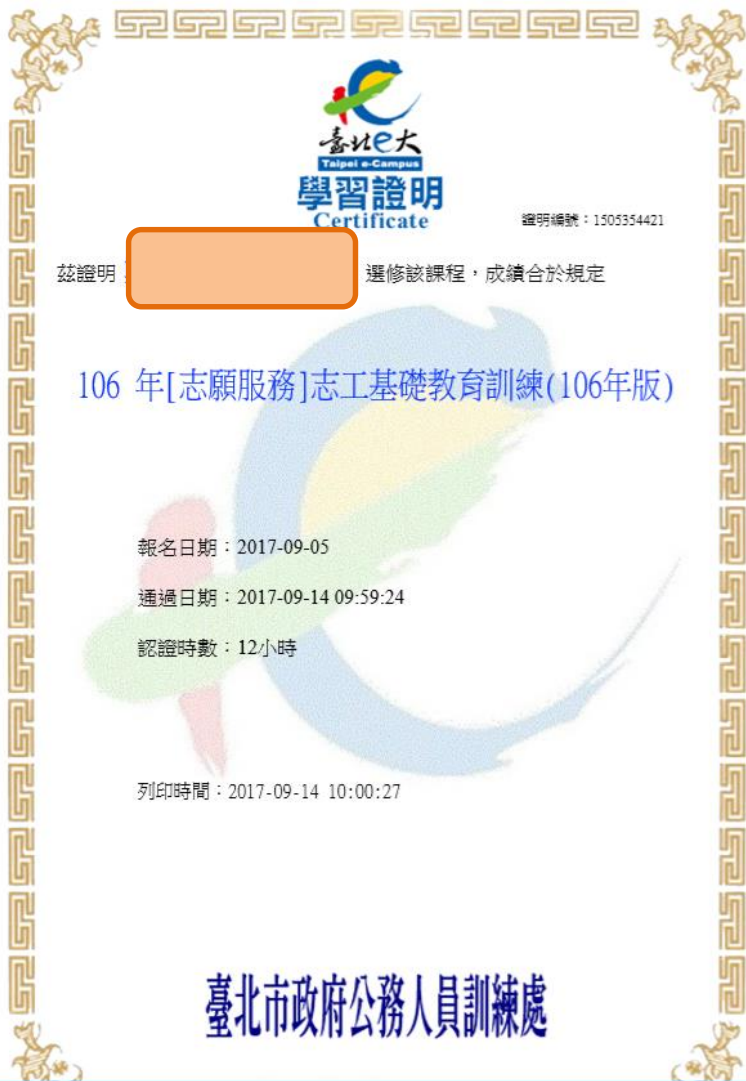 臺北e大
Taipei e-Campus
學習證明
Certificate
證明編號：1505354421
茲證明 選修該課程，成績合於規定
106 年[志願服務]志工基礎教育訓練(106年版)
報名日期：2017-09-05
通過日期：2017-09-14 09:59:24
認證時數：12小時
列印時間：2017-09-14 10:00:27
臺北市政府公務人員訓練處